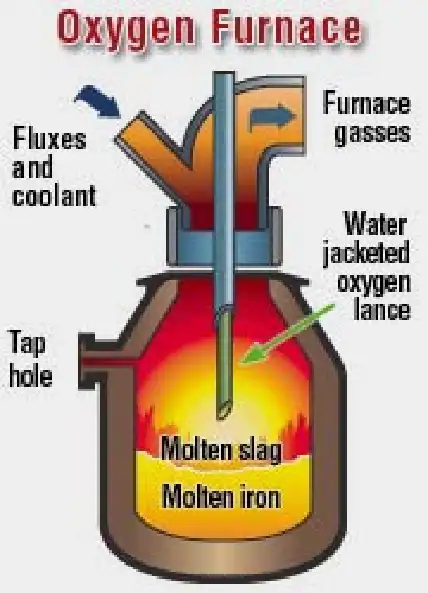 Oxygen Furnace
Fluxes
and
coolant
Furnace
gasses
Water
jacketed
oxygen
lance
Tap
hole
Molten slag
Molten iron